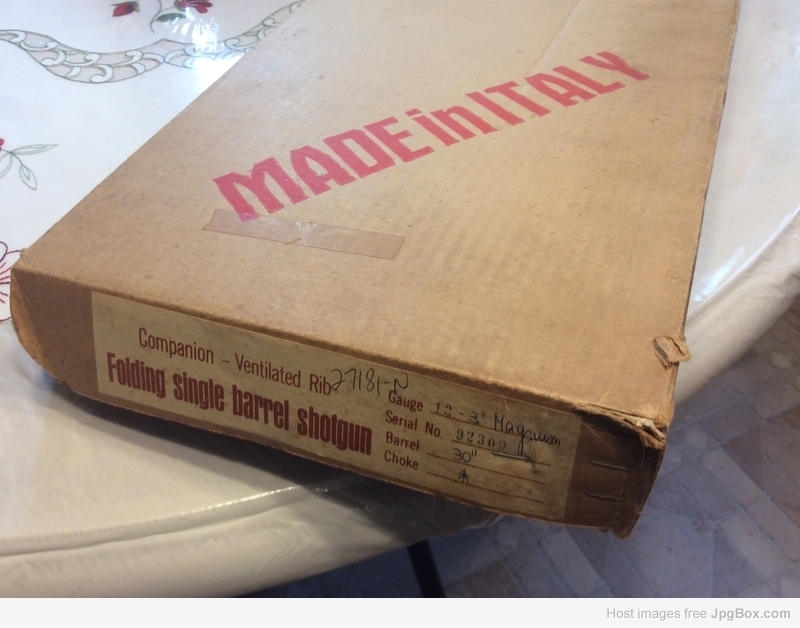 MADE in ITALY
Companion - Ventilated Rib 27181-N
Folding single barrel shotgun
Gauge 12-3" Magnum
Serial No. 92302
Barrel 30"
Choke *
Host images free JpgBox.com